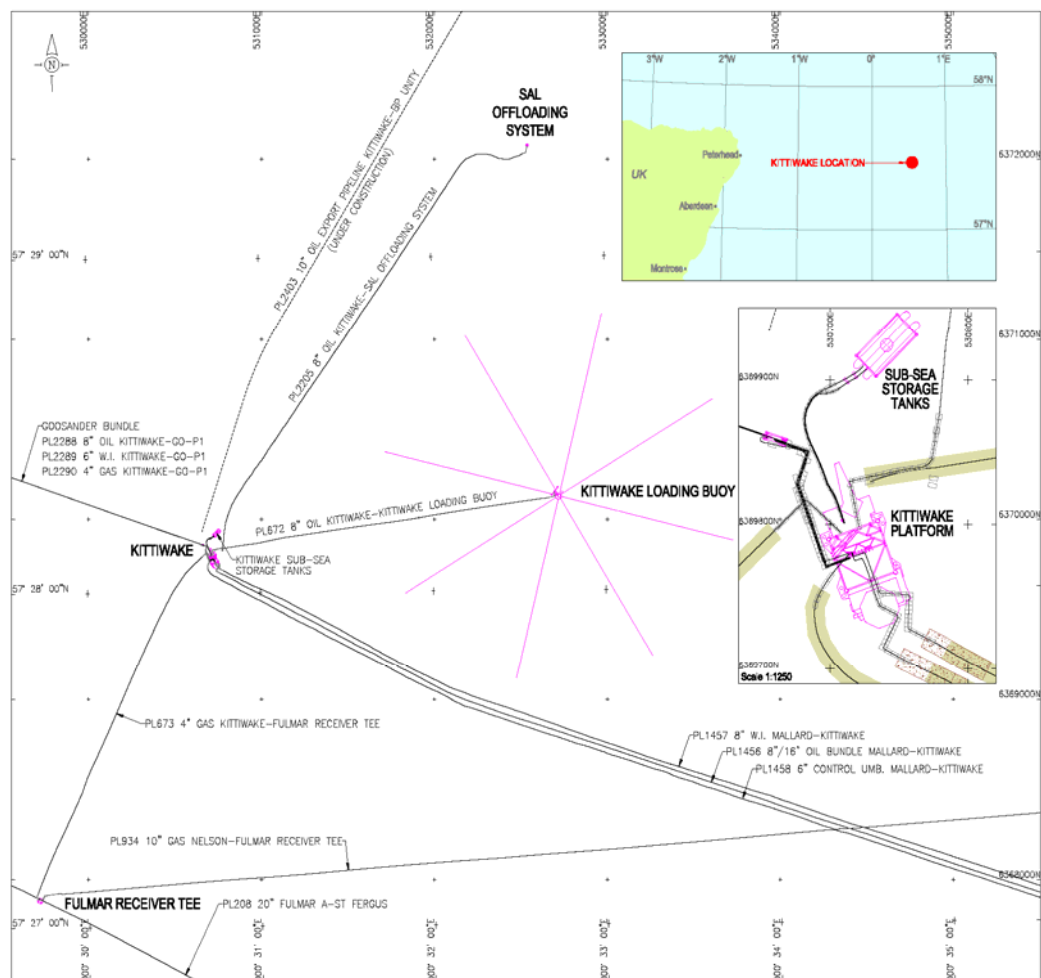 530000E
531000E
532000E
533000E
534000E
535000E
N
3°W
2°W
1°W
0°
1°E
58°N
57°N
UK
Peterhead
Aberdeen
Montrose
KITTIWAKE LOCATION
SAL
OFFLOADING
SYSTEM
6372000N
PL2403 10" OIL EXPORT PIPELINE KITTIWAKE-BP UNITY
(UNDER CONSTRUCTION)
PL2205 8" OIL KITTIWAKE-SAL OFFLOADING SYSTEM
57° 29' 00"N
6371000N
530700E
530800E
6369900N
SUB-SEA
STORAGE
TANKS
6369800N
KITTIWAKE
PLATFORM
6369700N
Scale 1:1250
GOOSANDER BUNDLE
PL2288 8" OIL KITTIWAKE-GO-P1
PL2289 6" W.I. KITTIWAKE-GO-P1
PL2290 4" GAS KITTIWAKE-GO-P1
KITTIWAKE LOADING BUOY
PL672 8" OIL KITTIWAKE-KITTIWAKE LOADING BUOY
6370000N
KITTIWAKE
KITTIWAKE SUB-SEA
STORAGE TANKS
57° 28' 00"N
6369000N
PL673 4" GAS KITTIWAKE-FULMAR RECEIVER TEE
PL1457 8" W.I. MALLARD-KITTIWAKE
PL1456 8"/16" OIL BUNDLE MALLARD-KITTIWAKE
PL1458 6" CONTROL UMB. MALLARD-KITTIWAKE
PL934 10" GAS NELSON-FULMAR RECEIVER TEE
6368000N
FULMAR RECEIVER TEE
PL208 20" FULMAR A-ST FERGUS
57° 27' 00"N
00° 30' 00"E
00° 31' 00"E
00° 32' 00"E
00° 33' 00"E
00° 34' 00"E
00° 35' 00"E